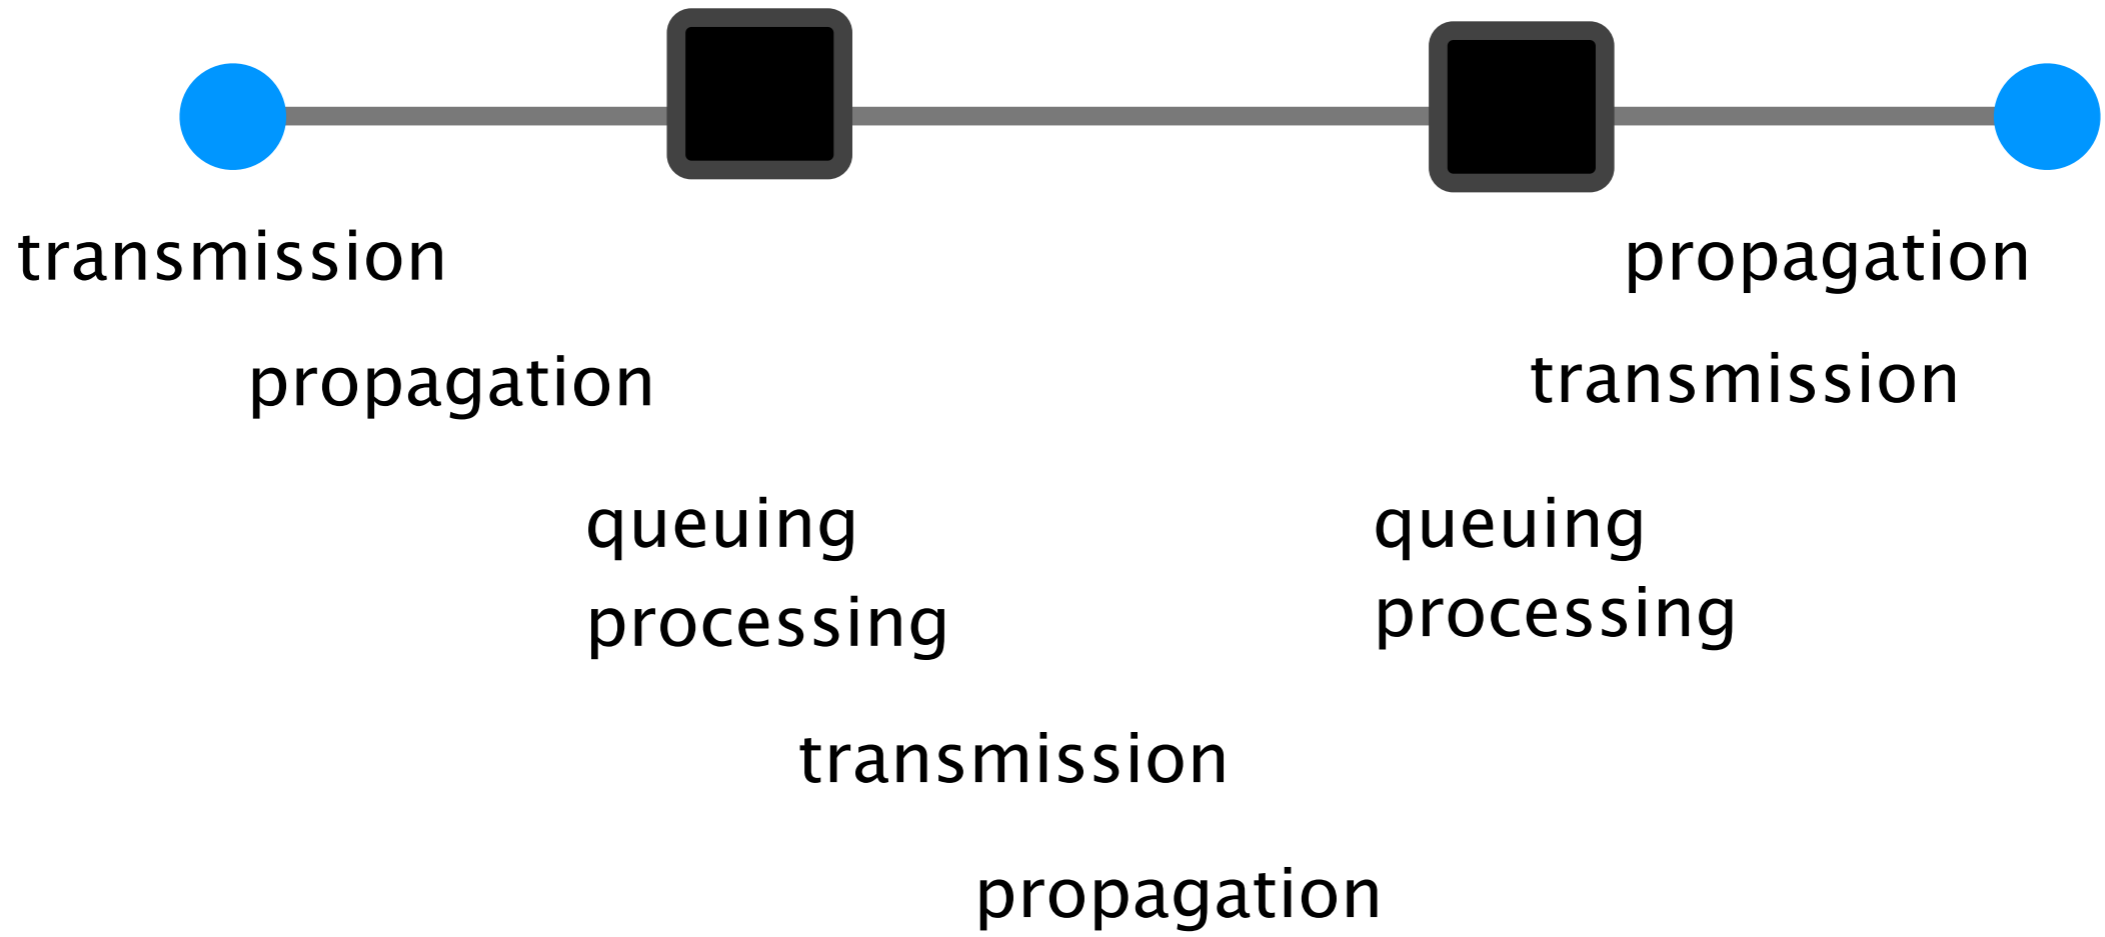 transmission
propagation
propagation
transmission
queuing
queuing
processing
processing
transmission
propagation